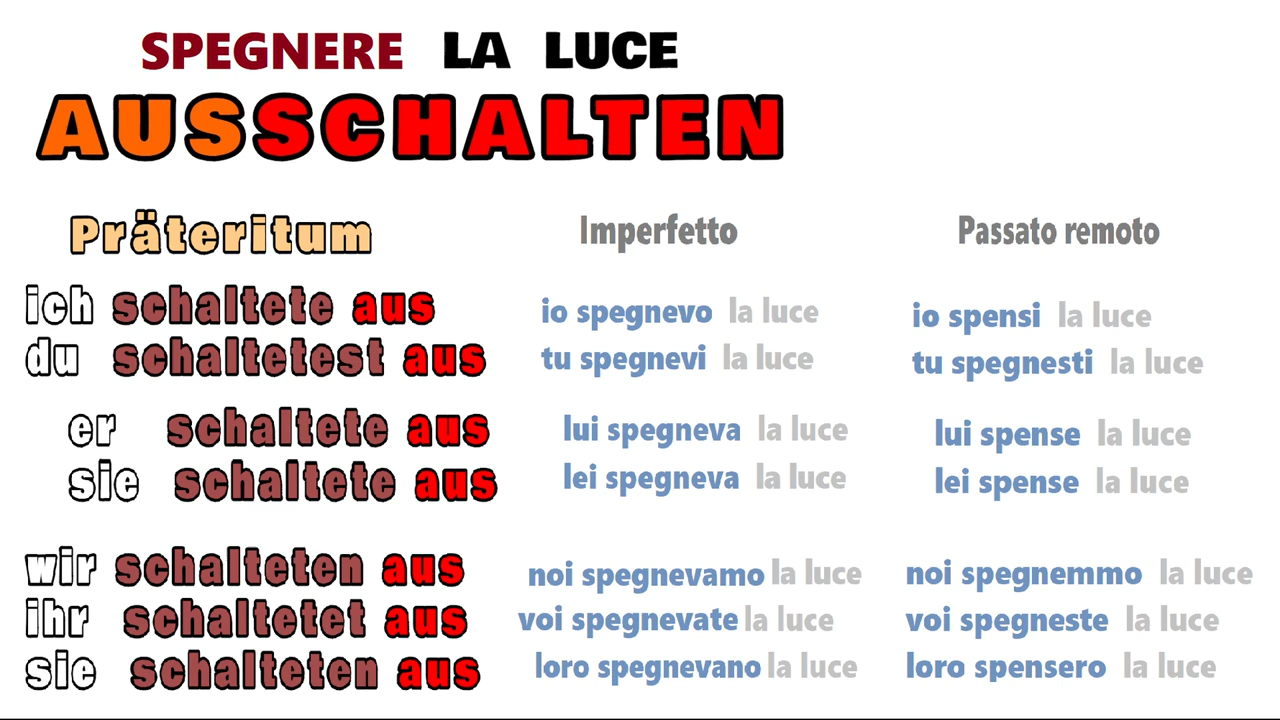 SPEGNERE LA LUCE
AUSSCHALTEN
Präteritum Imperfetto Passato remoto
ich schaltete aus io spegnevo la luce io spensi la luce
du schaltetest aus tu spegnevi la luce tu spegnesti la luce
er schaltete aus lui spegneva la luce lui spense la luce
sie schaltete aus lei spegneva la luce lei spense la luce
wir schalteten aus noi spegnevamo la luce noi spegnemmo la luce
ihr schaltetet aus voi spegnevate la luce voi spegneste la luce
sie schalteten aus loro spegnevano la luce loro spensero la luce